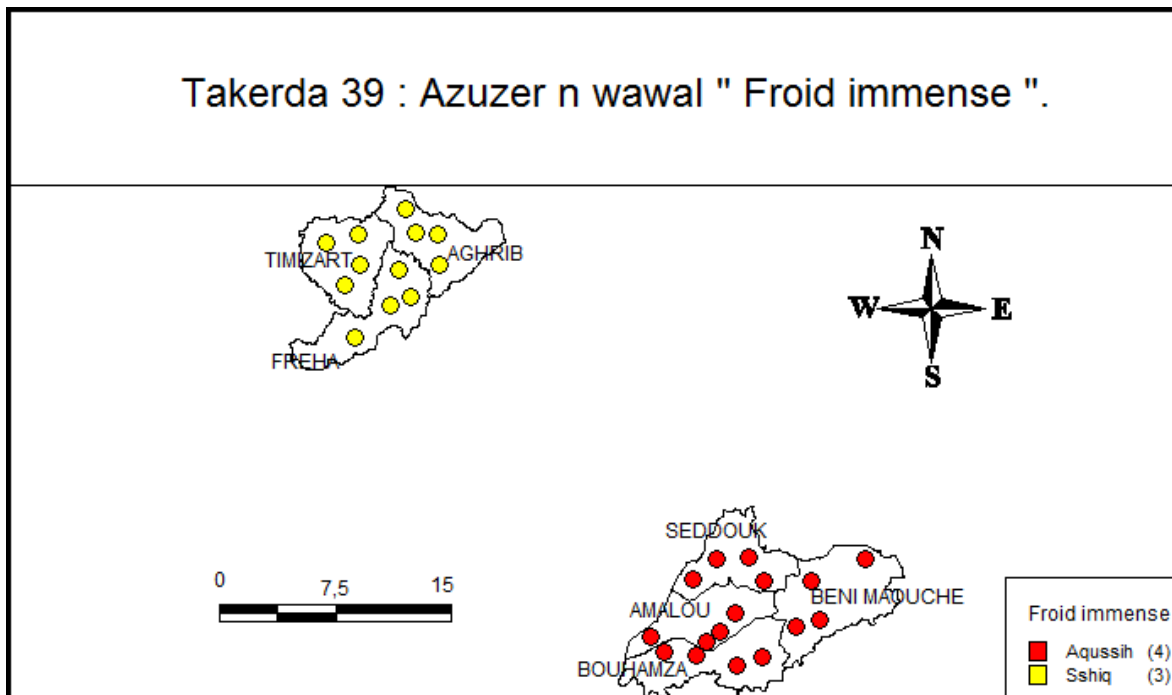 Takerda 39 : Azuzer n wawal " Froid immense ".
N
TIMIZART
AGHRIB
W
E
FREHA
S
SEDDOUK
0
7,5
15
BENI MAOUCHE
AMALOU
Froid immense
BOUHAMZA
Aqussih (4)
Sshiq (3)